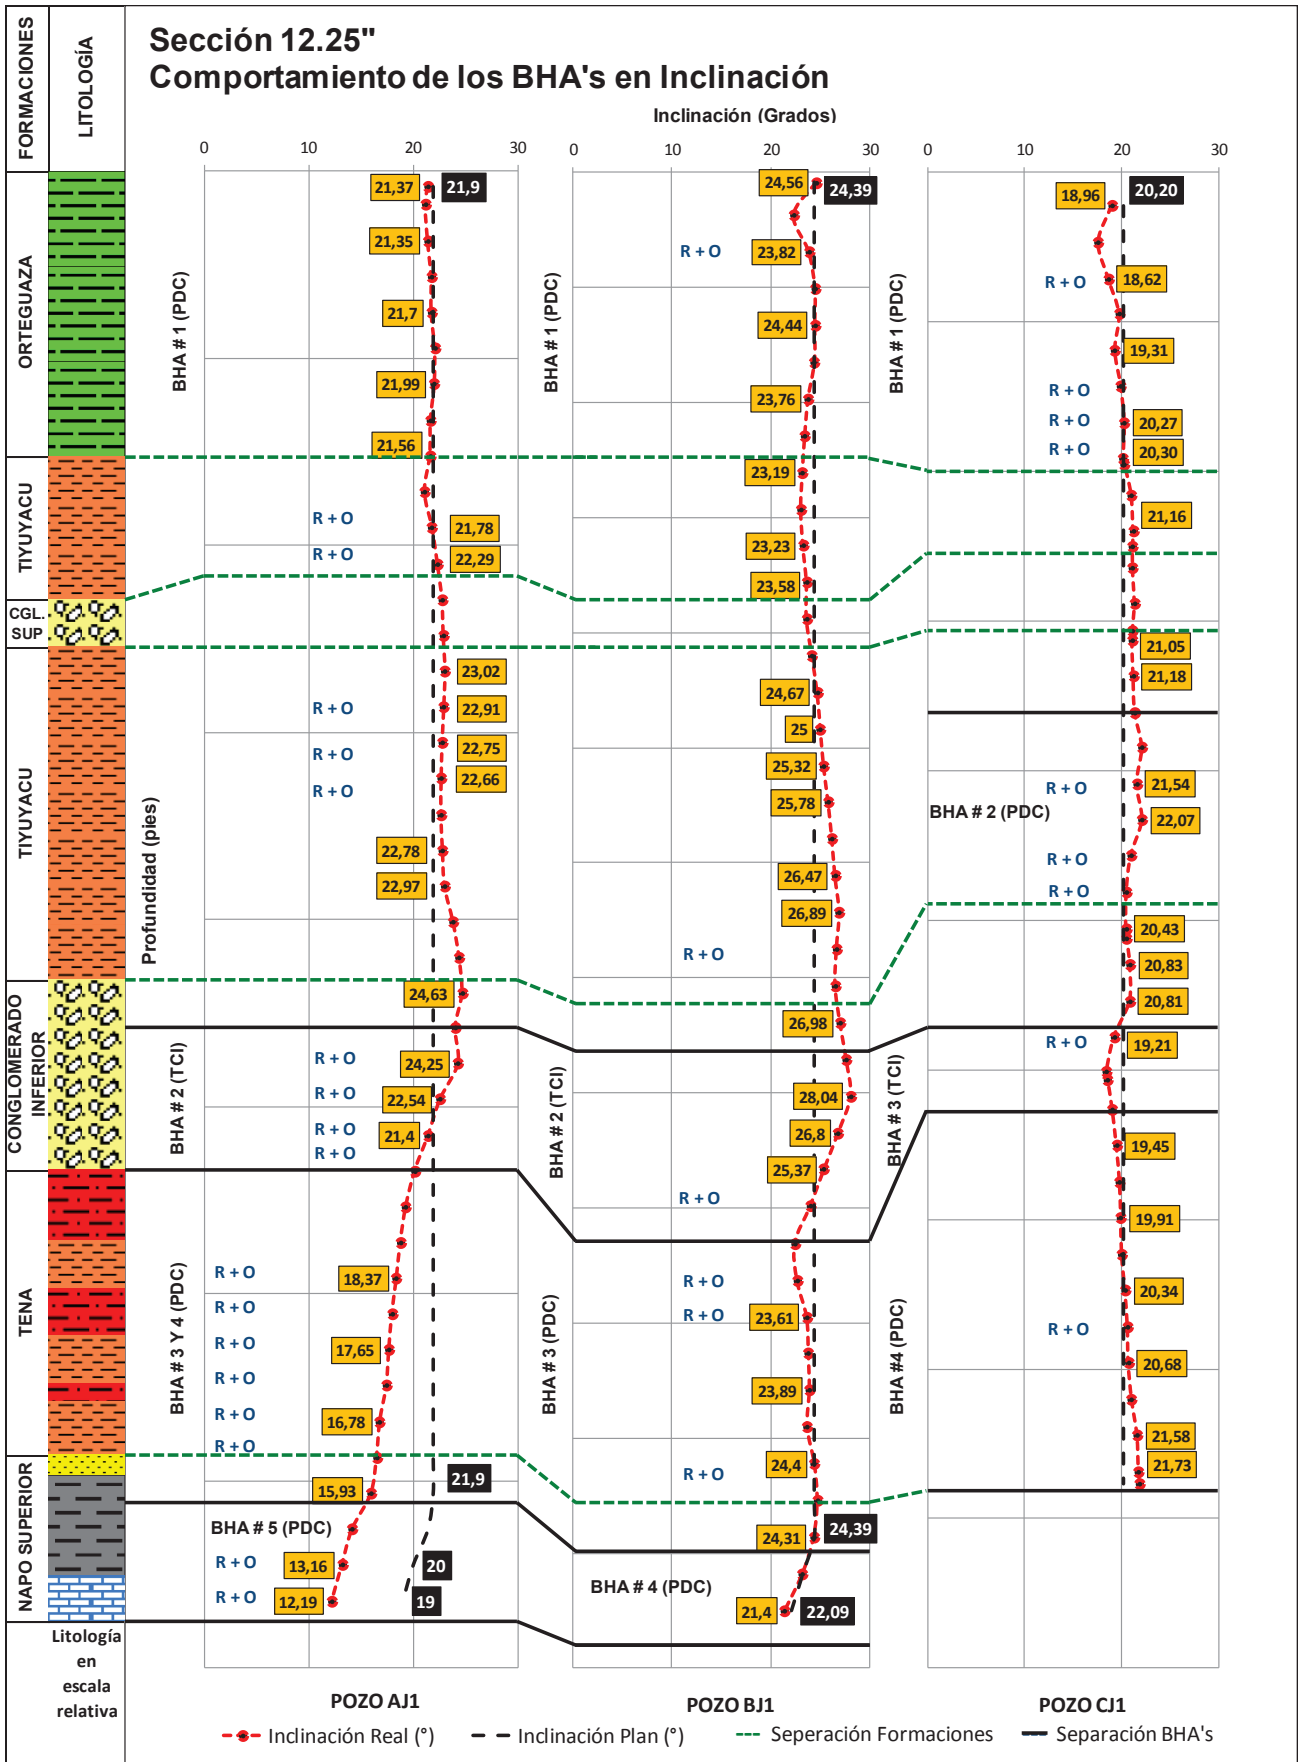 Sección 12.25"
Comportamiento de los BHA's en Inclinación
Inclinación (Grados)
FORMACIONES
LITOLOGÍA
0 10 20 30
0 10 20 30
0 10 20 30
ORTEGUAZA
TIYUYACU
CGL.
SUP
TIYUYACU
CONGLOMERADO
INFERIOR
TENA
NAPO SUPERIOR
Litología
en
escala
relativa
Profundidad (pies)
BHA # 1 (PDC)
21,37
21,9
21,35
21,7
21,99
21,56
R + O
21,78
R + O
22,29
23,02
R + O
22,91
R + O
22,75
R + O
22,66
22,78
22,97
24,63
BHA # 2 (TCI)
R + O
24,25
R + O
22,54
R + O
21,4
R + O
BHA # 3 Y 4 (PDC)
R + O
18,37
R + O
R + O
17,65
R + O
R + O
16,78
R + O
15,93
21,9
BHA # 5 (PDC)
R + O
13,16
20
R + O
12,19
19
POZO AJ1
BHA # 1 (PDC)
24,56
24,39
R + O
23,82
24,44
23,76
23,19
23,23
23,58
24,67
25
25,32
25,78
26,47
26,89
R + O
26,98
BHA # 2 (TCI)
28,04
26,8
25,37
R + O
BHA # 3 (PDC)
R + O
R + O
23,61
23,89
R + O
24,4
24,31
24,39
BHA # 4 (PDC)
21,4
22,09
POZO BJ1
BHA # 1 (PDC)
18,96
20,20
R + O
18,62
19,31
R + O
R + O
20,27
R + O
20,30
21,16
21,05
21,18
BHA # 2 (PDC)
R + O
21,54
22,07
R + O
R + O
20,43
20,83
20,81
BHA # 3 (TCI)
R + O
19,21
19,45
19,91
BHA #4 (PDC)
20,34
R + O
20,68
21,58
21,73
POZO CJ1
Inclinación Real (°)
Inclinación Plan (°)
Seperación Formaciones
Separación BHA's